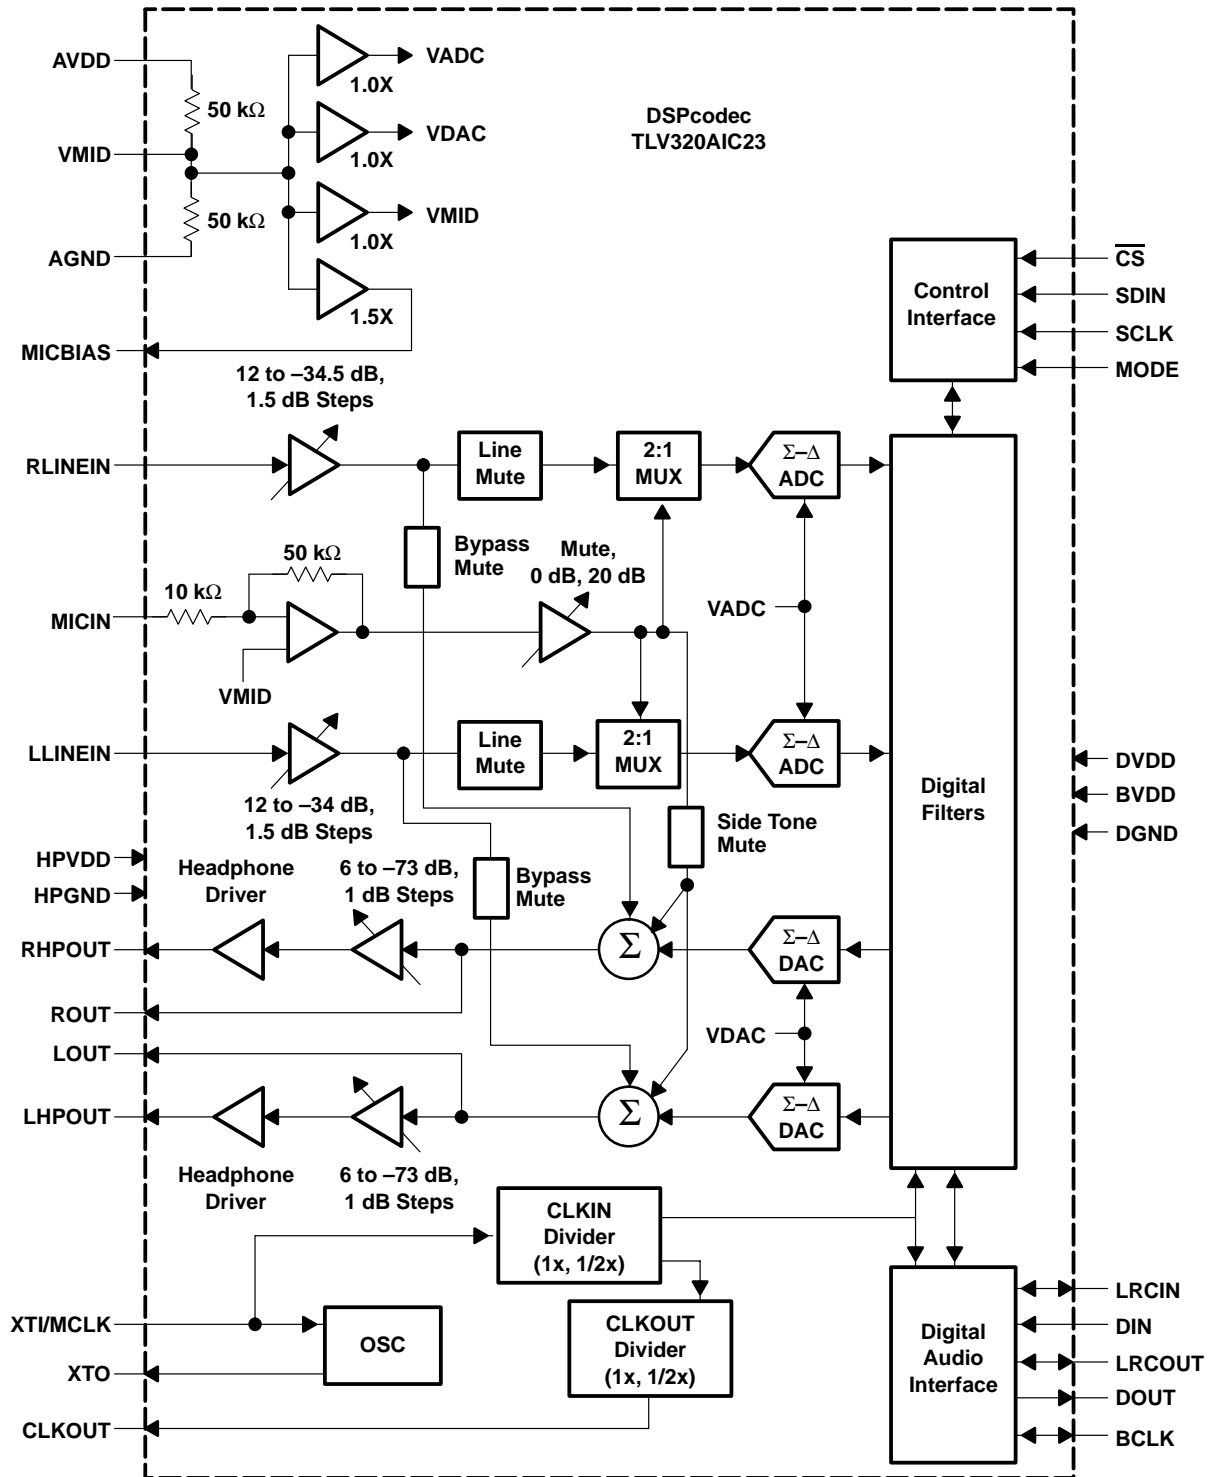 AVDD
50 kΩ
VMID
50 kΩ
AGND
MICBIAS
1.0X
VADC
1.0X
VDAC
1.0X
VMID
1.5X
DSPcodec
TLV320AIC23
Control
Interface
CS
SDIN
SCLK
MODE
12 to –34.5 dB,
1.5 dB Steps
RLINEIN
Line
Mute
2:1
MUX
Σ–Δ
ADC
Bypass
Mute
Mute,
0 dB, 20 dB
50 kΩ
10 kΩ
MICIN
VMID
VADC
LLINEIN
Line
Mute
2:1
MUX
Σ–Δ
ADC
12 to –34 dB,
1.5 dB Steps
Digital
Filters
DVDD
BVDD
DGND
Side Tone
Mute
HPVDD
HPGND
Headphone
Driver
6 to –73 dB,
1 dB Steps
Bypass
Mute
RHPOUT
Σ
Σ–Δ
DAC
ROUT
LOUT
VDAC
LHPOUT
Σ
Σ–Δ
DAC
Headphone
Driver
6 to –73 dB,
1 dB Steps
CLKIN
Divider
(1x, 1/2x)
XTI/MCLK
OSC
XTO
CLKOUT
Divider
(1x, 1/2x)
CLKOUT
Digital
Audio
Interface
LRCIN
DIN
LRCOUT
DOUT
BCLK